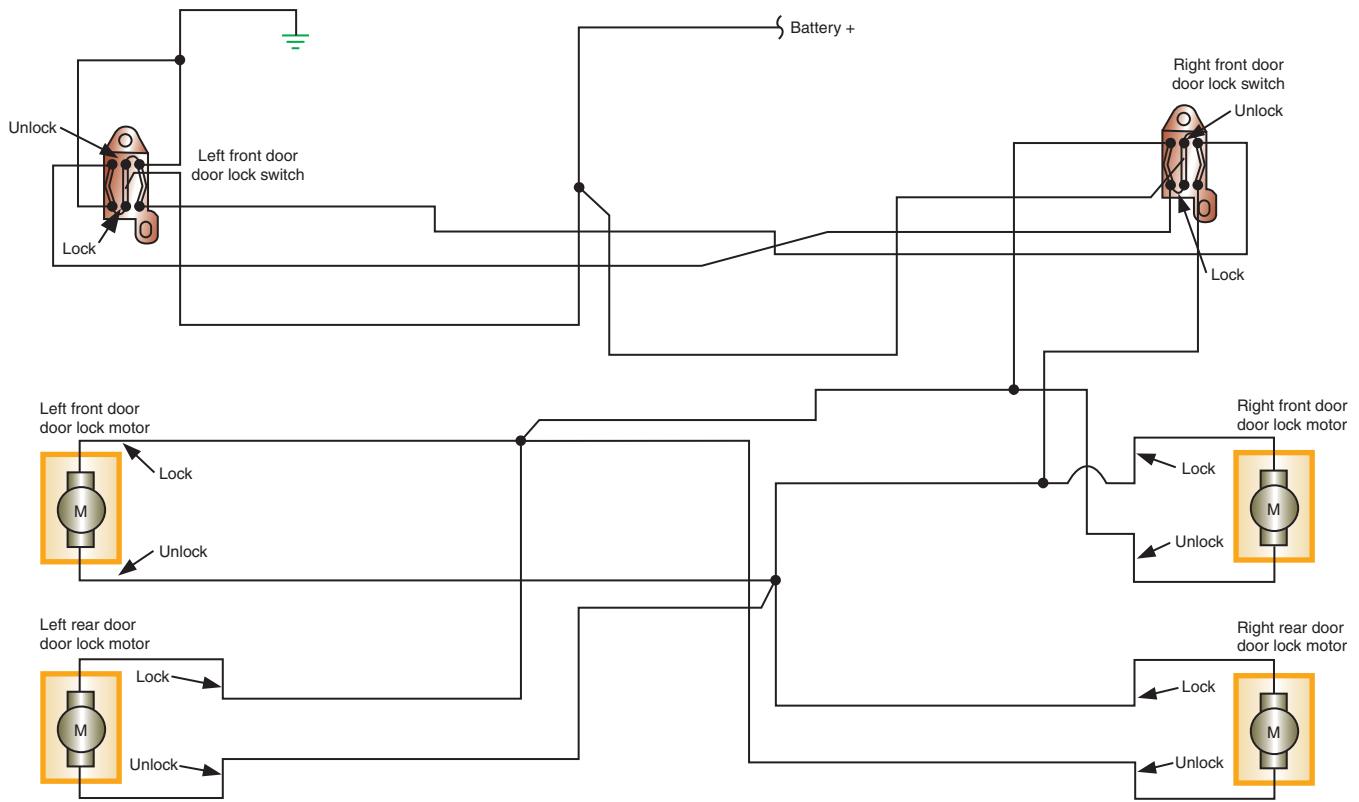 Battery +
Right front door
door lock switch
Unlock
Unlock
Left front door
door lock switch
Lock
Lock
Left front door
door lock motor
Right front door
door lock motor
Lock
Lock
M
M
Unlock
Unlock
Left rear door
door lock motor
Right rear door
door lock motor
Lock
Lock
M
M
Unlock
Unlock